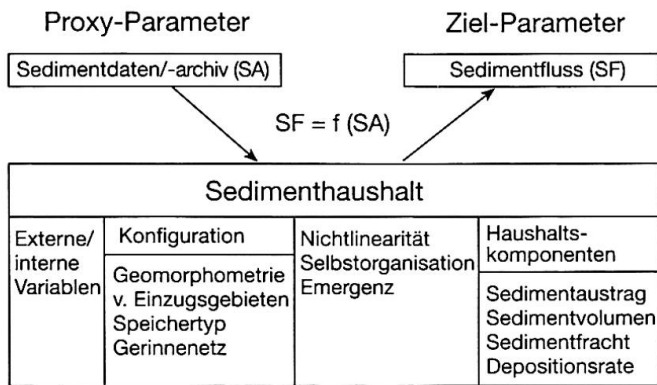 Proxy-Parameter
Ziel-Parameter
Sedimentdaten/-archiv (SA)
Sedimentfluss (SF)
SF = f (SA)
Sedimenthaushalt
Externe/
interne
Variablen
Konfiguration
Geomorphometrie
v. Einzugsgebieten
Speichertyp
Gerinnenetz
Nichtlinearität
Selbstorganisation
Emergenz
Haushalts-
komponenten
Sedimentaustrag
Sedimentvolumen
Sedimentfracht
Depositionsrate